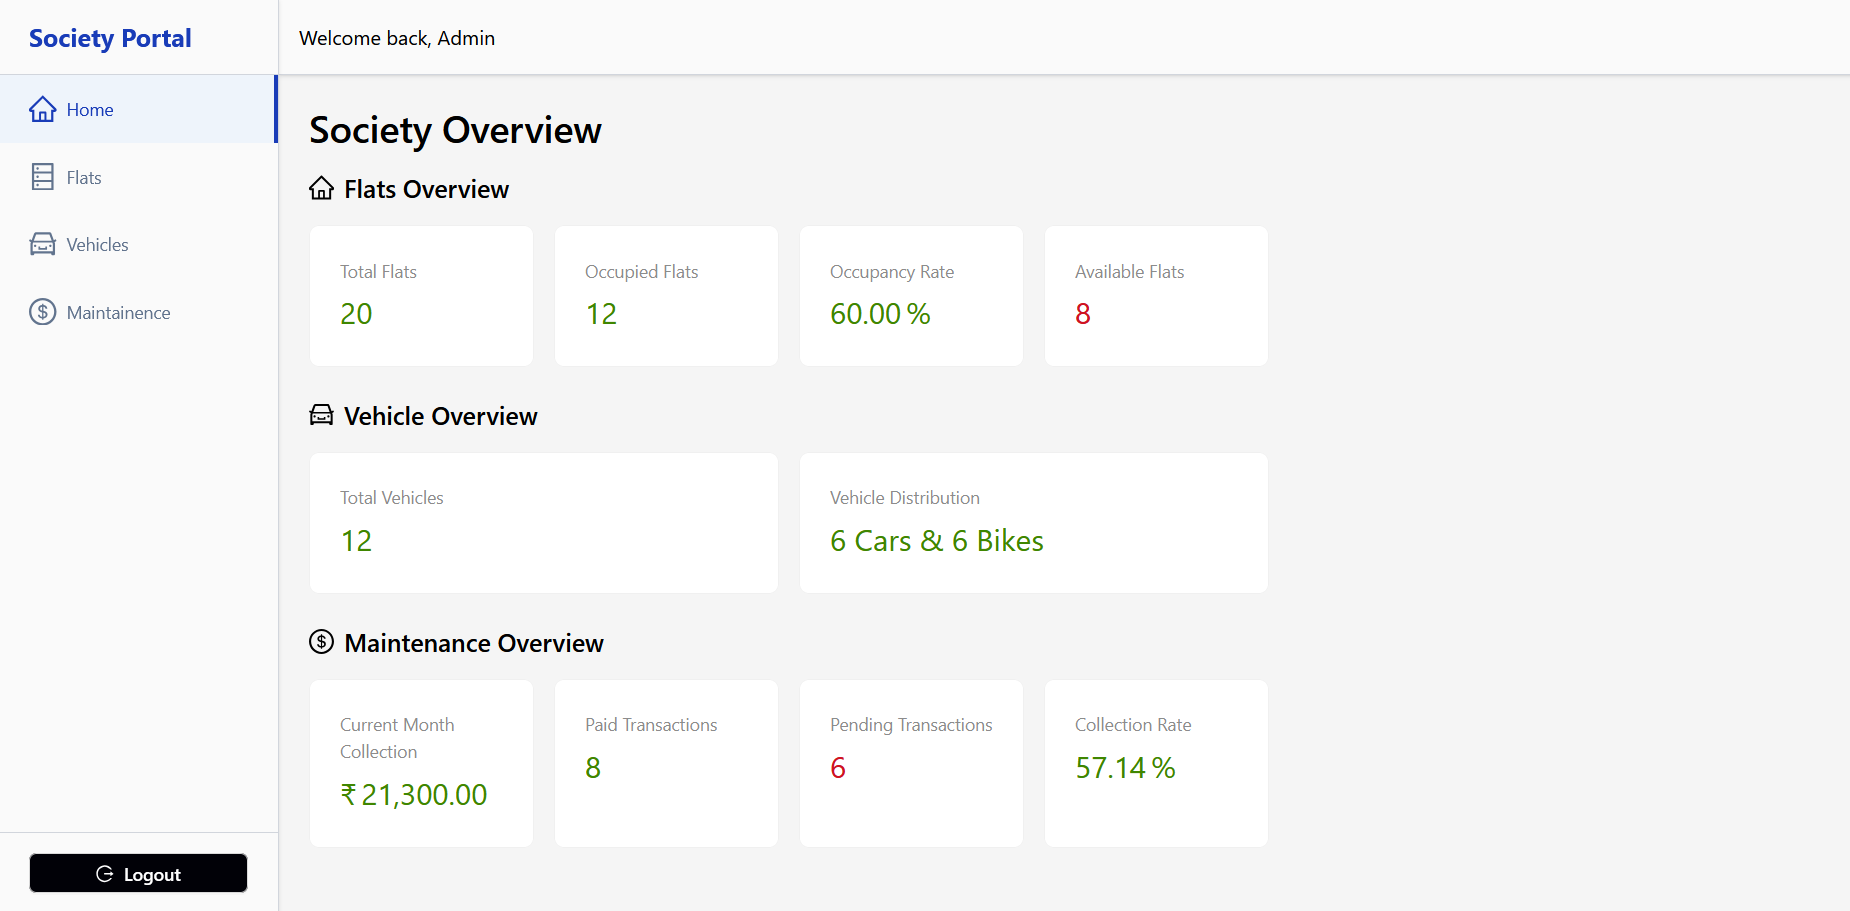 Society Portal
Welcome back, Admin
Home
Flats
Vehicles
Maintainence
Logout
Society Overview
Flats Overview
Total Flats
20
Occupied Flats
12
Occupancy Rate
60.00 %
Available Flats
8
Vehicle Overview
Total Vehicles
12
Vehicle Distribution
6 Cars & 6 Bikes
Maintenance Overview
Current Month
Collection
₹ 21,300.00
Paid Transactions
8
Pending Transactions
6
Collection Rate
57.14 %